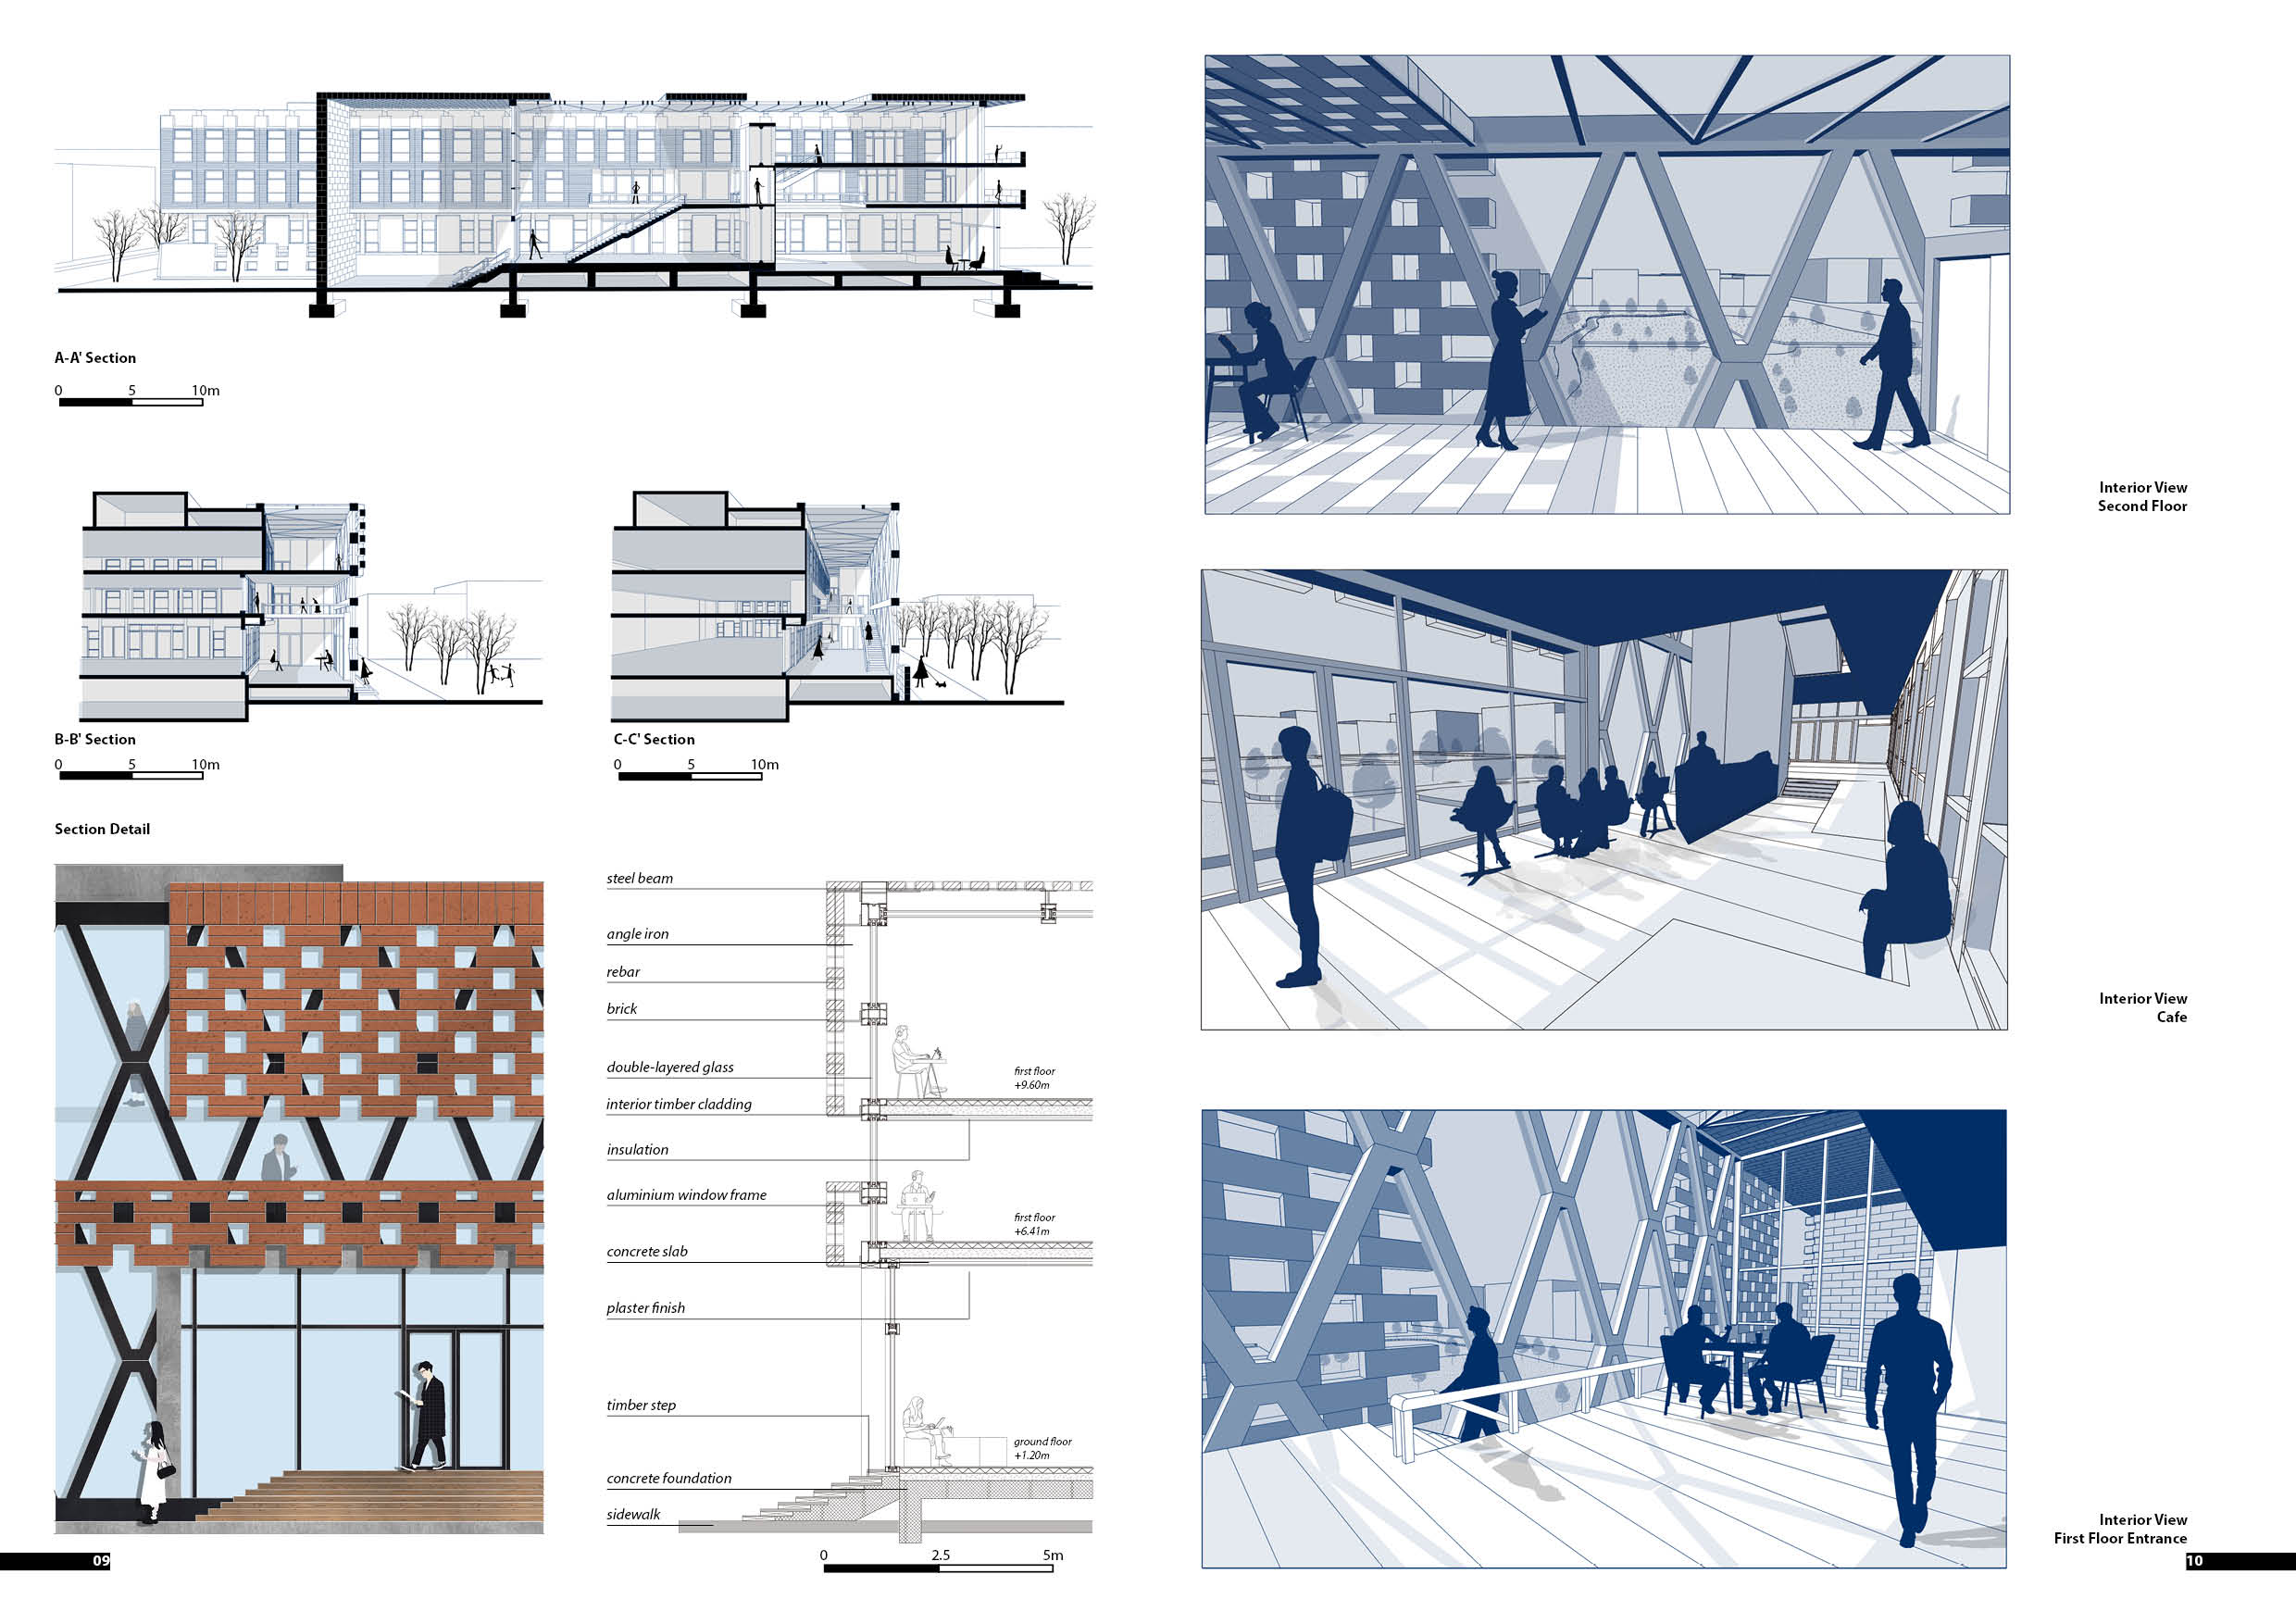 A-A' Section
0 5 10m
B-B' Section
0 5 10m
C-C' Section
0 5 10m
Section Detail
steel beam
angle iron
rebar
brick
double-layered glass
interior timber cladding
insulation
aluminium window frame
concrete slab
plaster finish
timber step
concrete foundation
sidewalk
first floor
+9.60m
first floor
+6.41m
ground floor
+1.20m
0 2.5 5m
09
Interior View
Second Floor
Interior View
Cafe
Interior View
First Floor Entrance
10